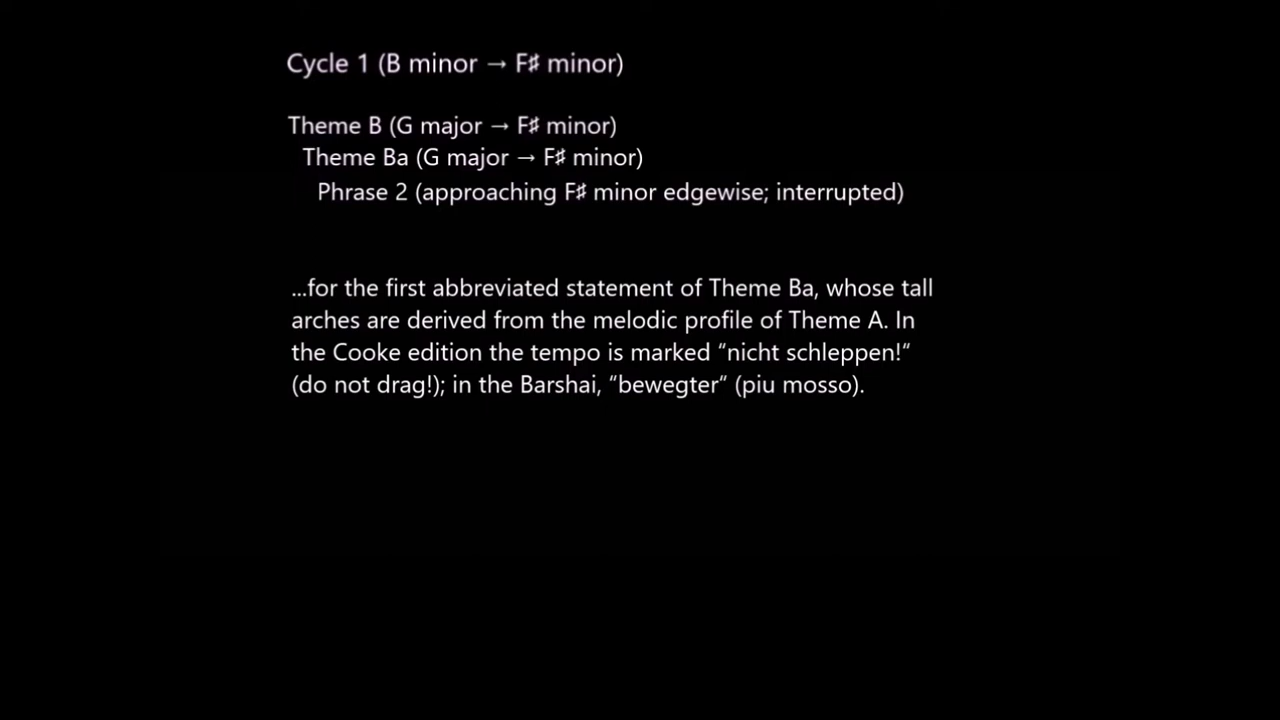 Cycle 1 (B minor → F♯ minor)
Theme B (G major → F♯ minor)
Theme Ba (G major → F♯ minor)
Phrase 2 (approaching F♯ minor edgewise; interrupted)
...for the first abbreviated statement of Theme Ba, whose tall
arches are derived from the melodic profile of Theme A. In
the Cooke edition the tempo is marked “nicht schleppen!“
(do not drag!); in the Barshai, “bewegter“ (piu mosso).